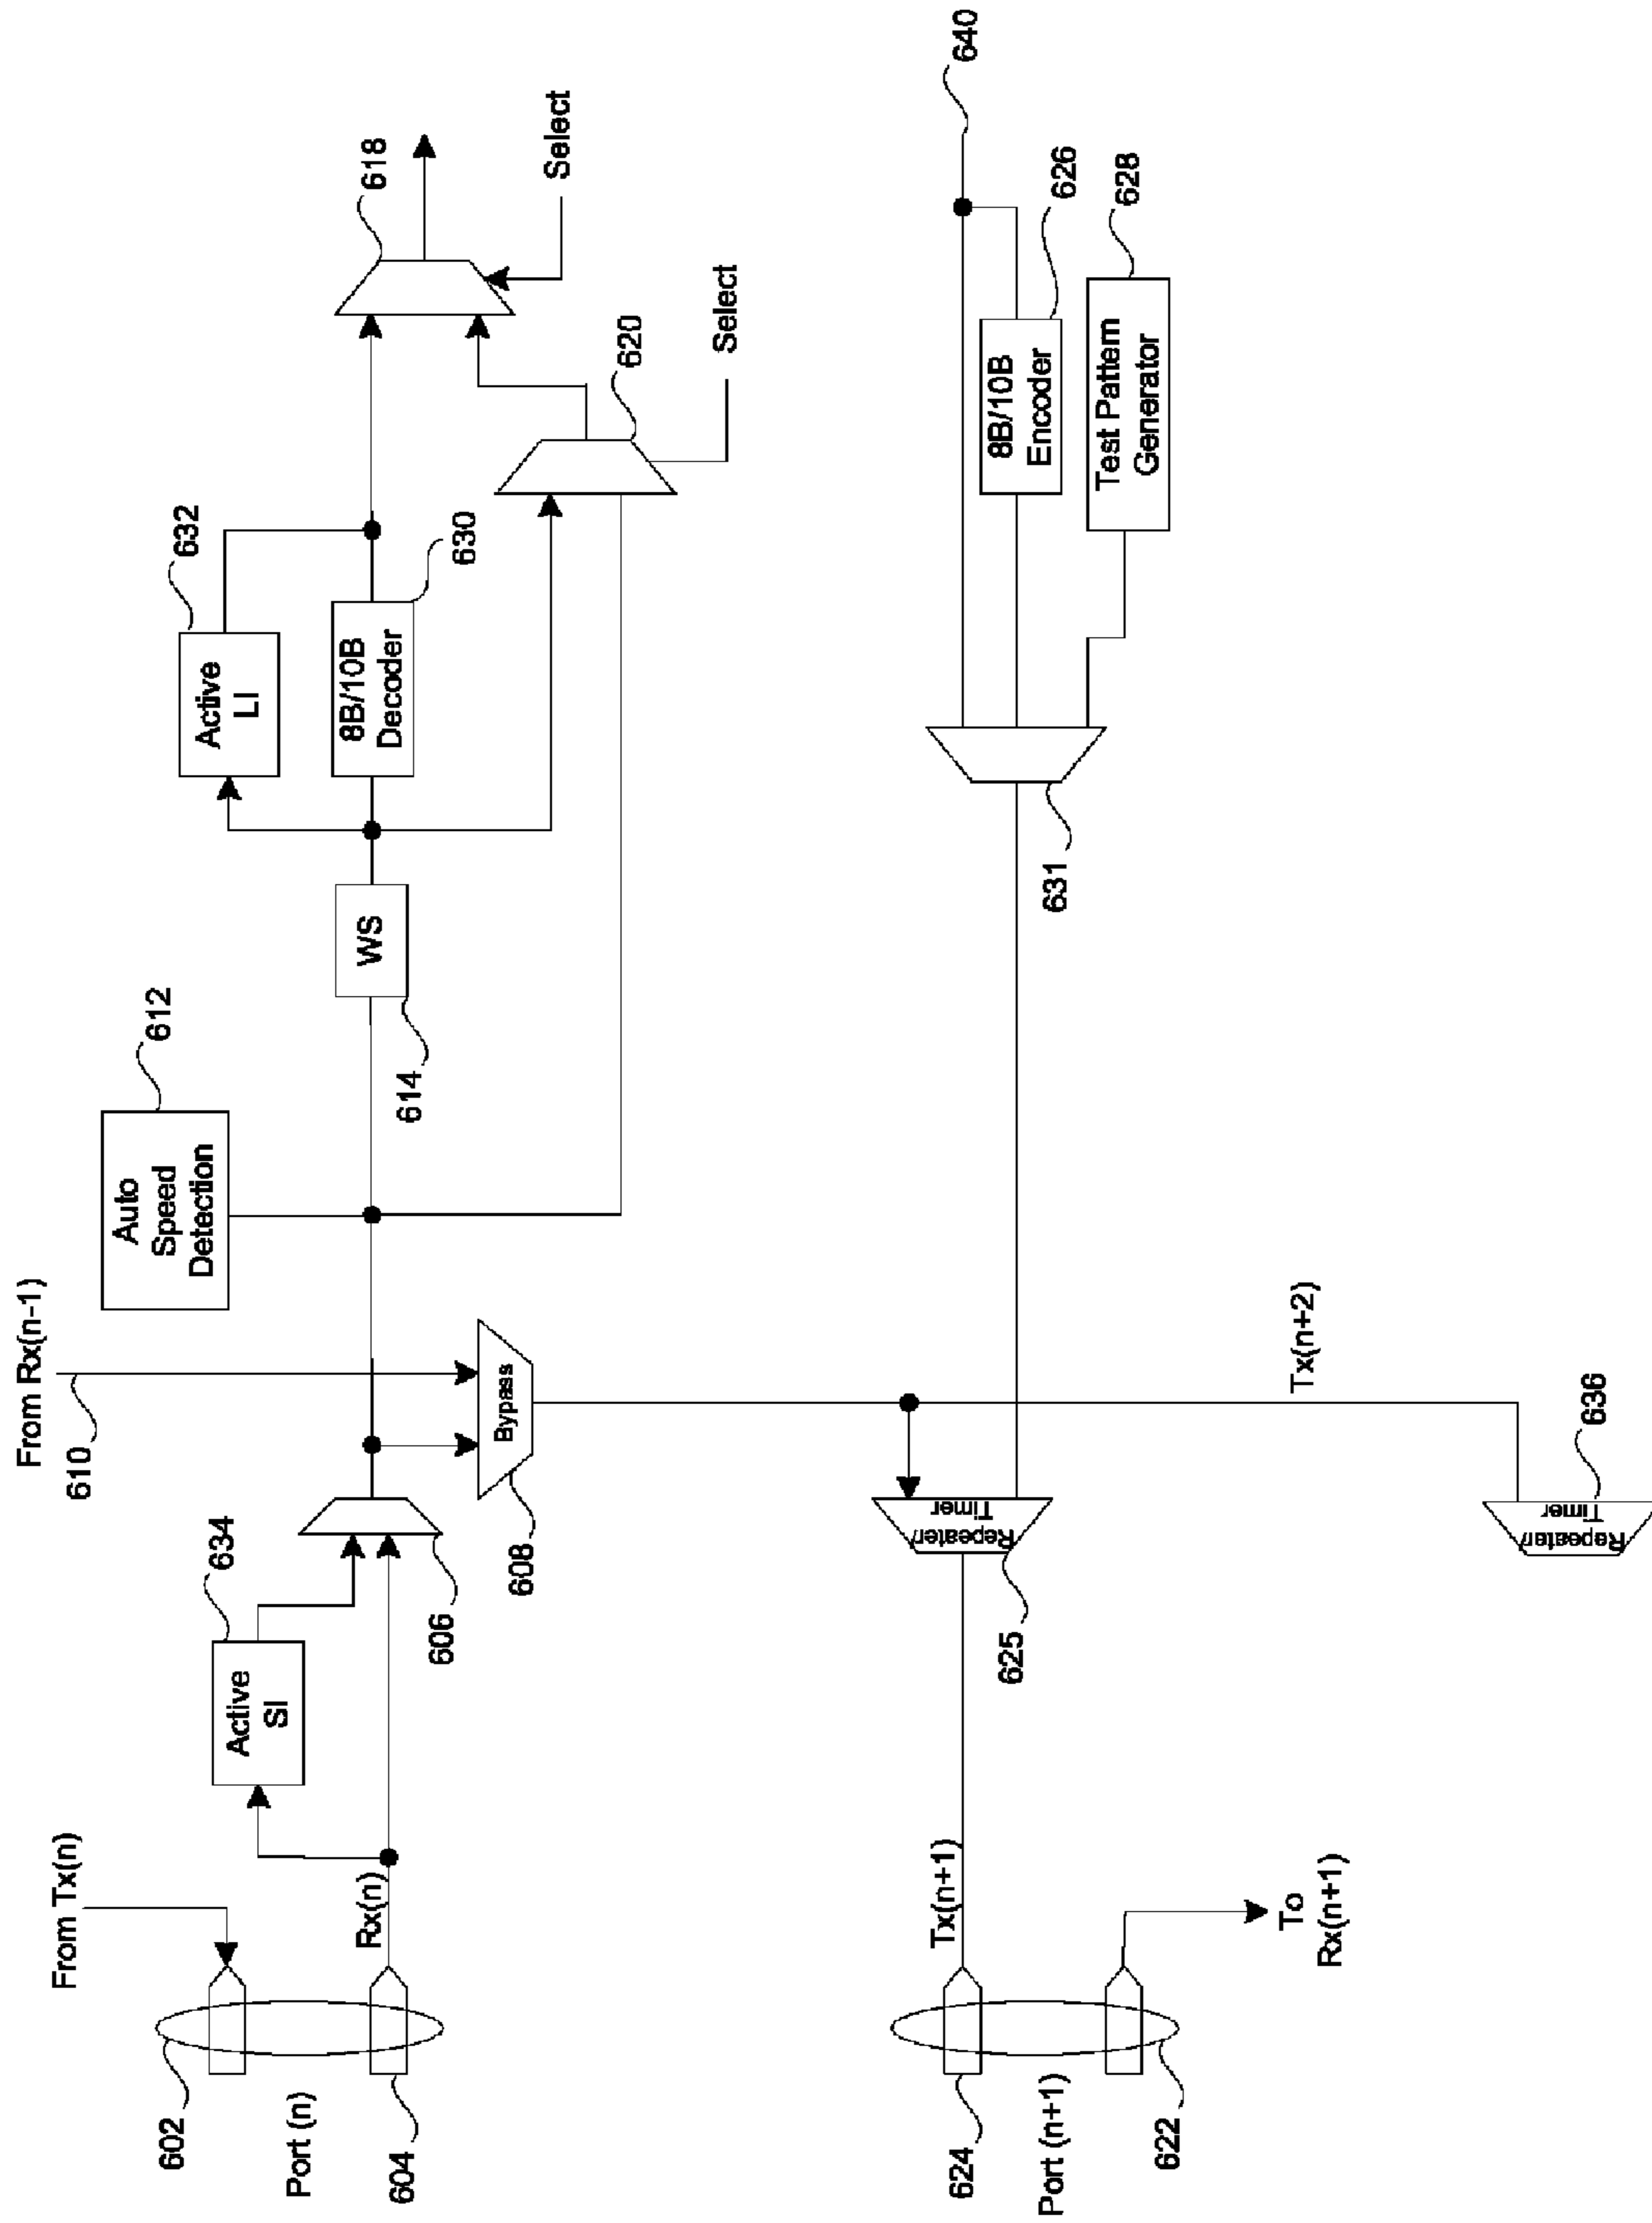 From Tx(n)
602
Port (n)
604
Rx(n)
Active
SI
634
606
From Rx(n-1)
610
Bypass
608
Auto
Speed
Detection
612
WS
614
Active
LI
632
8B/10B
Decoder
630
620
Select
618
Select
624
Port (n+1)
622
Tx(n+1)
To
Rx(n+1)
Repeater/
Timer
625
Tx(n+2)
Repeater/
Timer
636
631
8B/10B
Encoder
626
Test Pattern
Generator
628
640